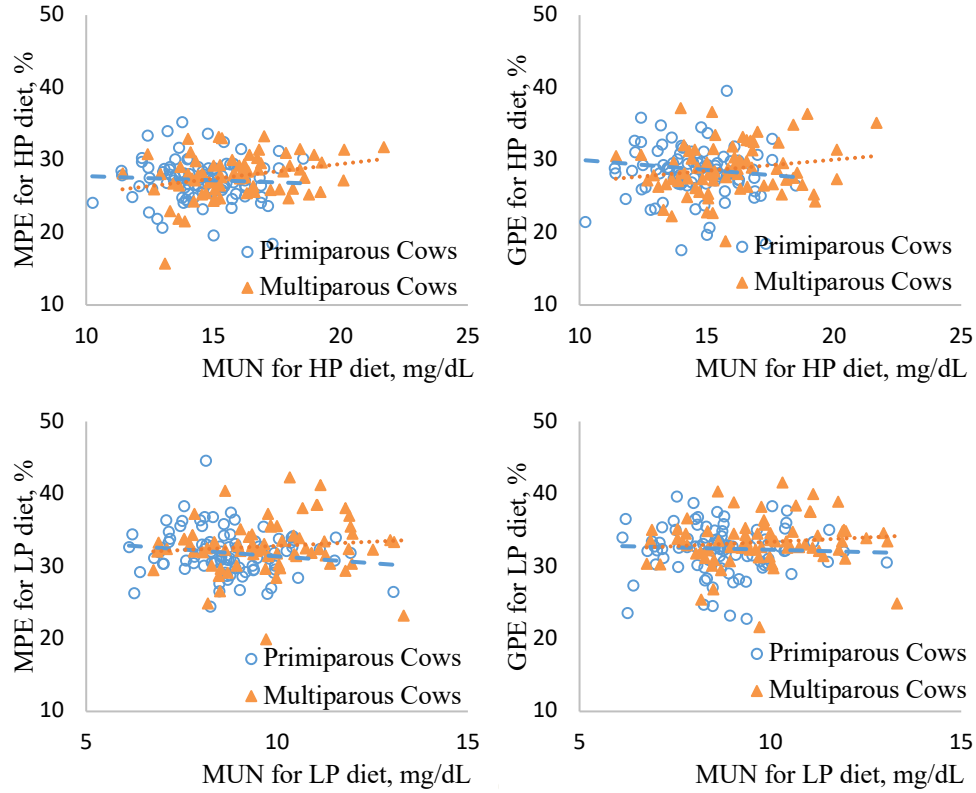 50
40
30
20
10
MPE for HP diet, %
Primiparous Cows
Multiparous Cows
10
15
20
25
MUN for HP diet, mg/dL
50
40
30
20
10
GPE for HP diet, %
Primiparous Cows
Multiparous Cows
10
15
20
25
MUN for HP diet, mg/dL
50
40
30
20
10
MPE for LP diet, %
Primiparous Cows
Multiparous Cows
5
10
15
MUN for LP diet, mg/dL
50
40
30
20
10
GPE for LP diet, %
Primiparous Cows
Multiparous Cows
5
10
15
MUN for LP diet, mg/dL